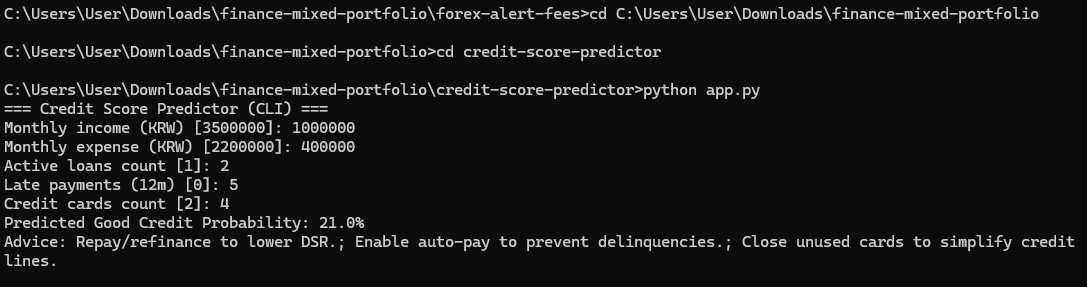 C:\Users\User\Downloads\finance-mixed-portfolio\forex-alert-fees>cd C:\Users\User\Downloads\finance-mixed-portfolio
C:\Users\User\Downloads\finance-mixed-portfolio>cd credit-score-predictor
C:\Users\User\Downloads\finance-mixed-portfolio\credit-score-predictor>python app.py
=== Credit Score Predictor (CLI) ===
Monthly income (KRW) [3500000]: 1000000
Monthly expense (KRW) [2200000]: 400000
Active loans count [1]: 2
Late payments (12m) [0]: 5
Credit cards count [2]: 4
Predicted Good Credit Probability: 21.0%
Advice: Repay/refinance to lower DSR.; Enable auto-pay to prevent delinquencies.; Close unused cards to simplify credit
lines.